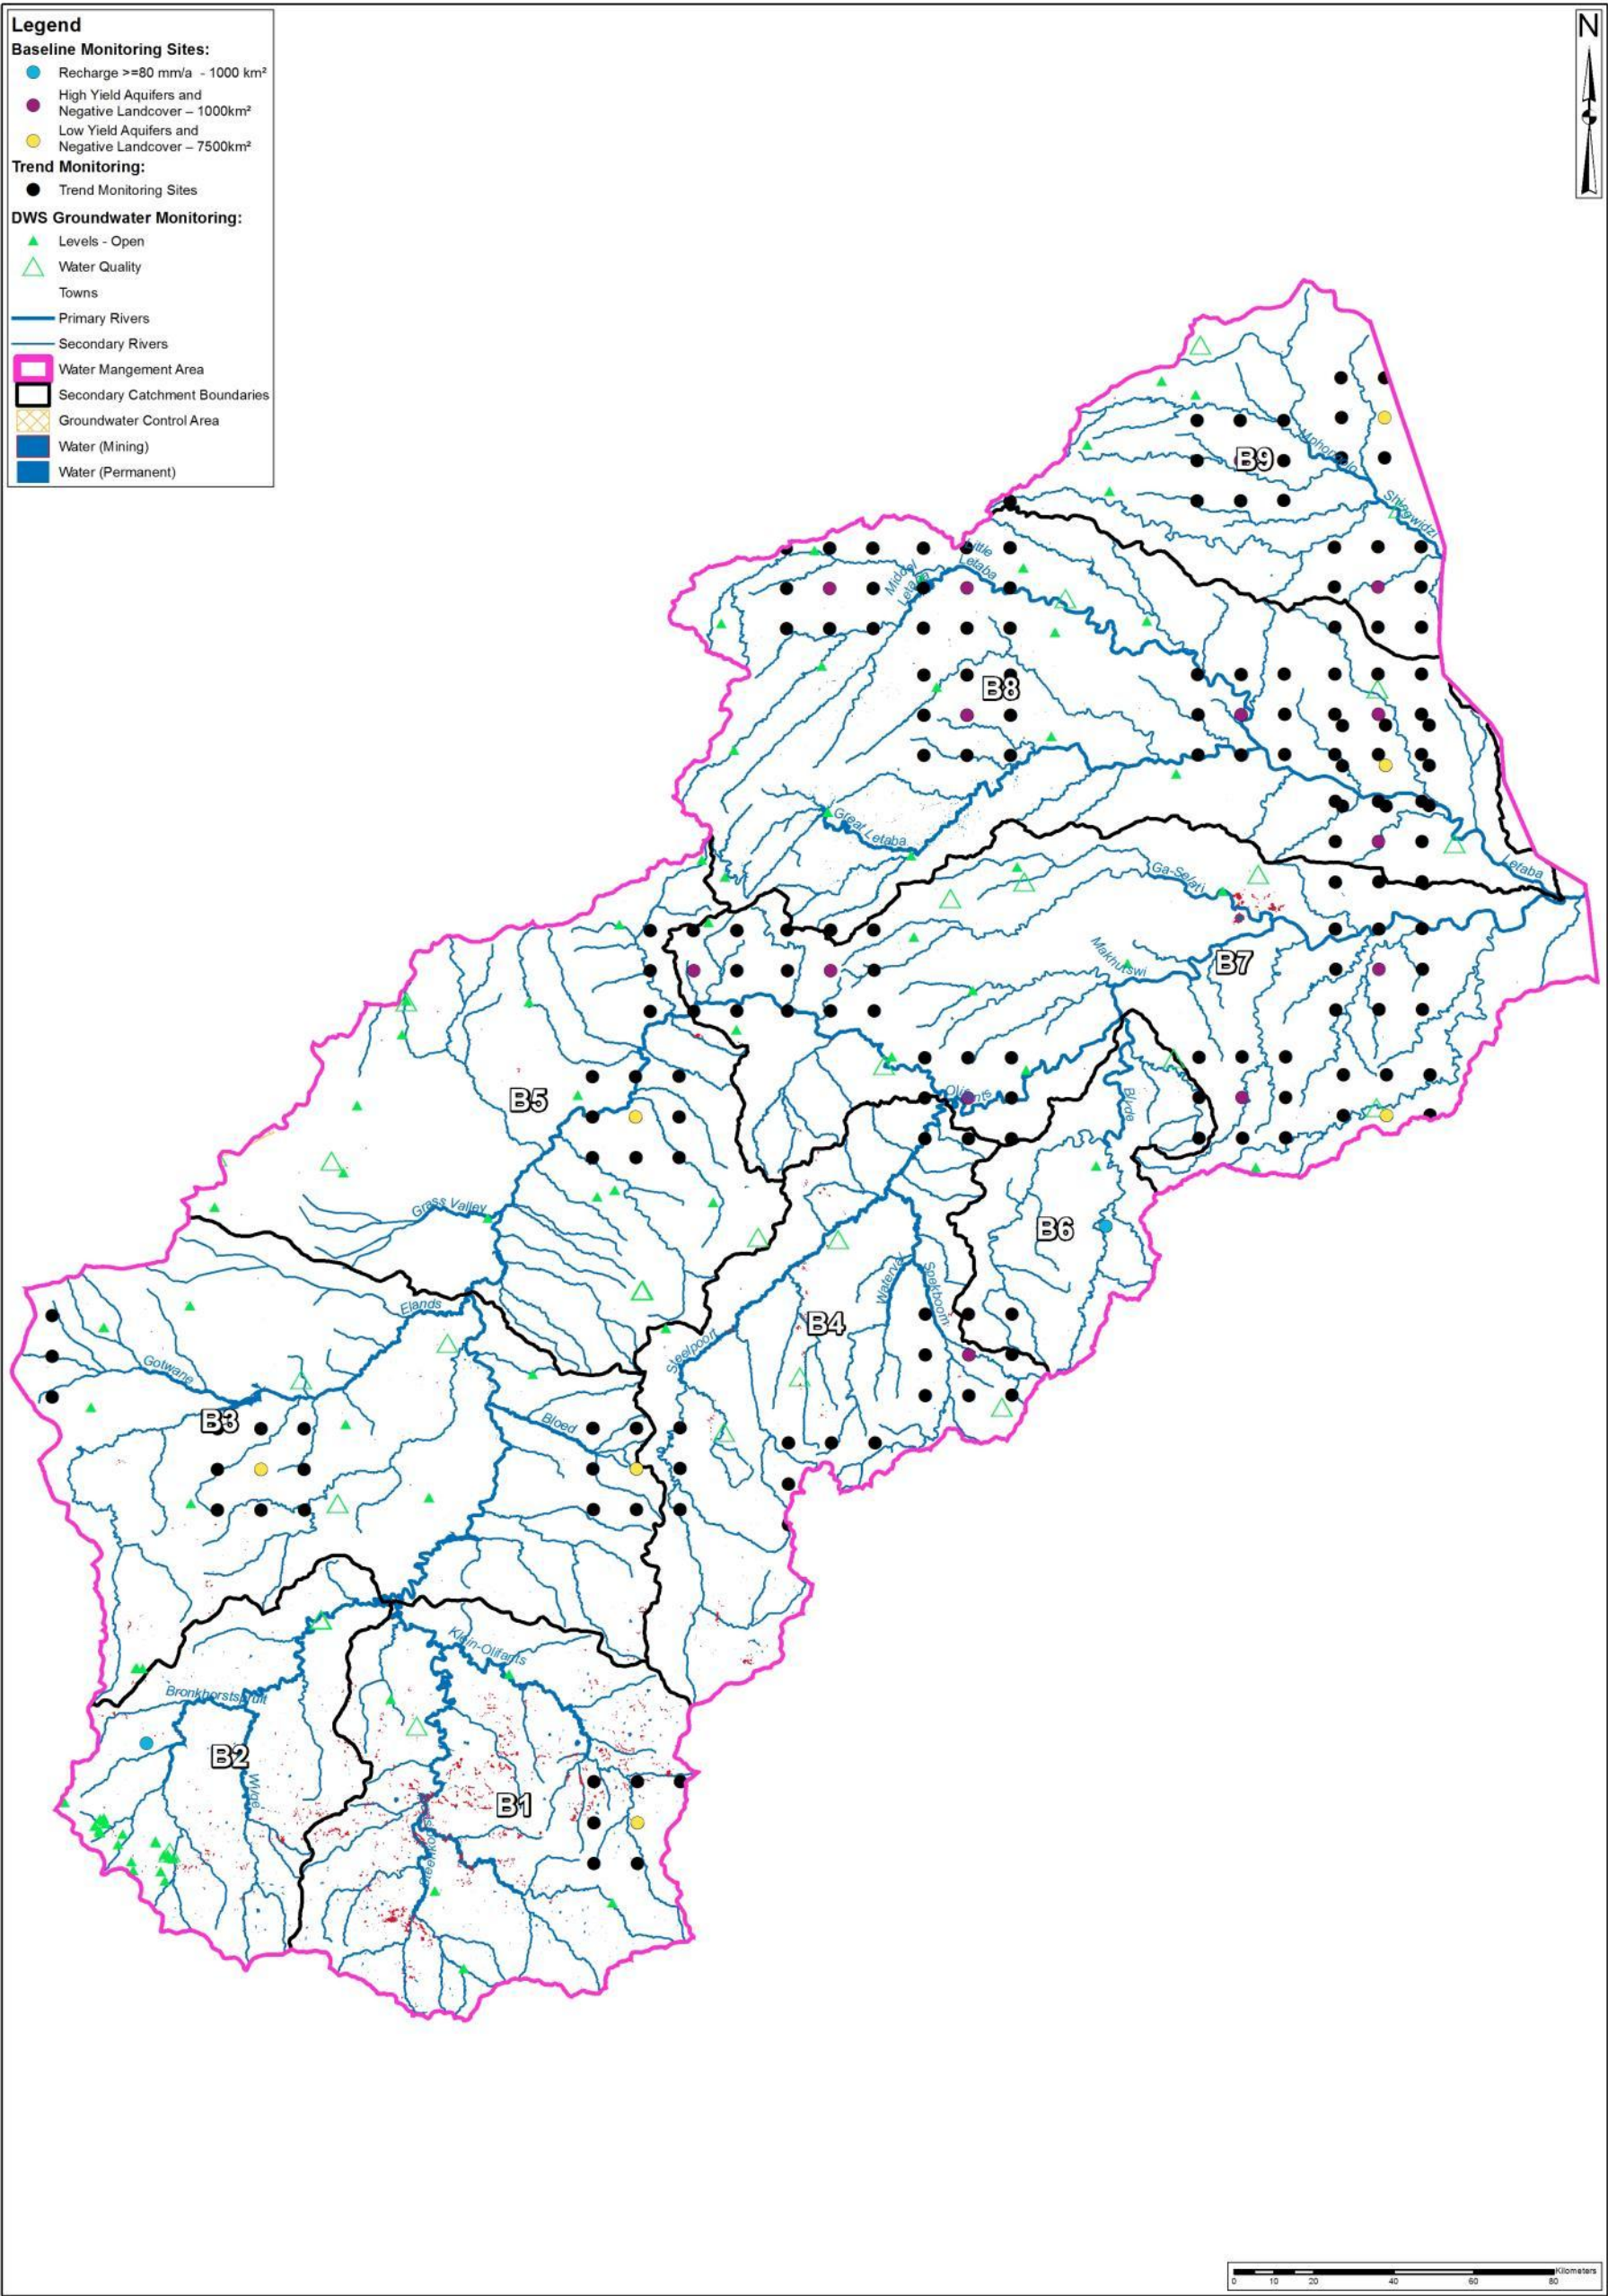 Legend
Baseline Monitoring Sites:
Recharge >=80 mm/a - 1000 km²
High Yield Aquifers and
Negative Landcover – 1000km²
Low Yield Aquifers and
Negative Landcover – 7500km²
Trend Monitoring:
Trend Monitoring Sites
DWS Groundwater Monitoring:
Levels - Open
Water Quality
Towns
Primary Rivers
Secondary Rivers
Water Mangement Area
Secondary Catchment Boundaries
Groundwater Control Area
Water (Mining)
Water (Permanent)
N
B9
Little
Letaba
Middel
B8
Great Letaba
Letaba
Ga-Selati
Makhutswi
B7
B5
Olifants
Blyde
Grass Valley
B6
Waterval
Spekboom
Elands
B4
Steelpoort
Gotwane
B3
Bloed
Klein-Olifants
Bronkhorstspruit
B2
Wilge
B1
Kilometers
0 10 20 40 60 80